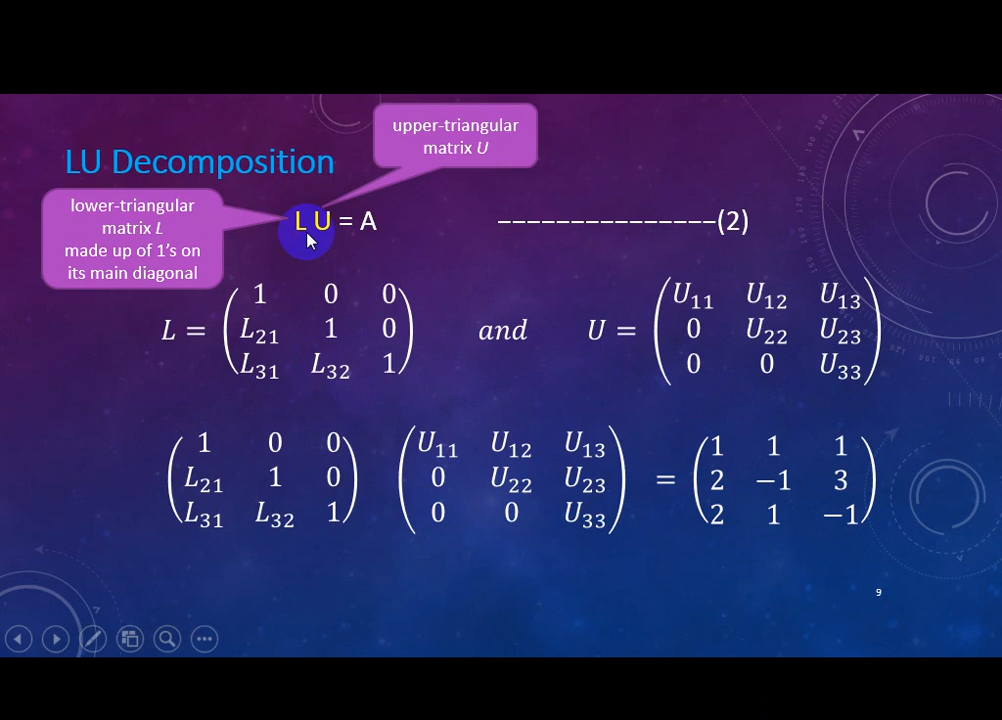 upper-triangular
matrix U
LU Decomposition
lower-triangular
matrix L
made up of 1's on
its main diagonal
L U = A ---------------(2)
L = ( 1 0 0 ) and U = ( U₁₁ U₁₂ U₁₃ )
( L₂₁ 1 0 ) ( 0 U₂₂ U₂₃ )
( L₃₁ L₃₂ 1 ) ( 0 0 U₃₃ )
( 1 0 0 ) ( U₁₁ U₁₂ U₁₃ ) = ( 1 1 1 )
( L₂₁ 1 0 ) ( 0 U₂₂ U₂₃ ) ( 2 −1 3 )
( L₃₁ L₃₂ 1 ) ( 0 0 U₃₃ ) ( 2 1 −1 )
9